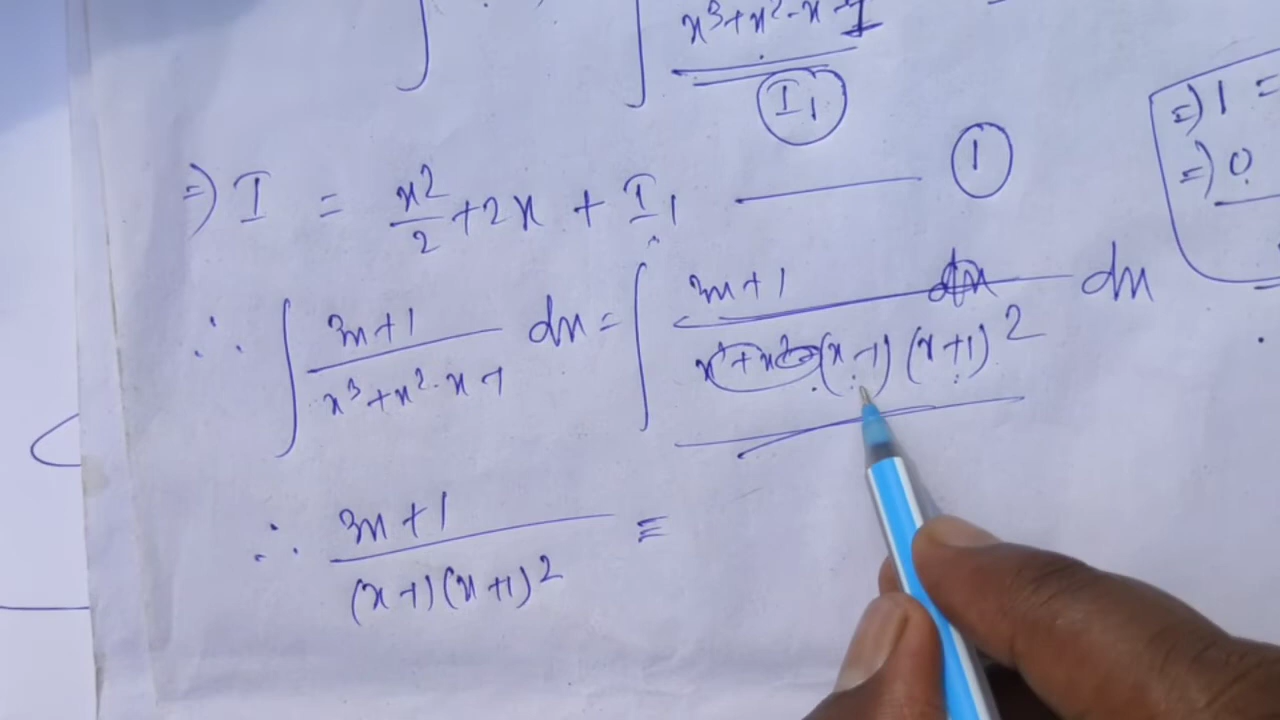 ∫ ∫ x³+x²-x-1
I₁
⇒ 1 =
⇒ 0
⇒ I = x²/2 + 2x + I₁ —— ①
∴ ∫ 3x+1 / x³+x²-x-1 dx = ∫ 3x+1 / (x-1)(x+1)² dx
∴ 3x+1 / (x-1)(x+1)² ≡